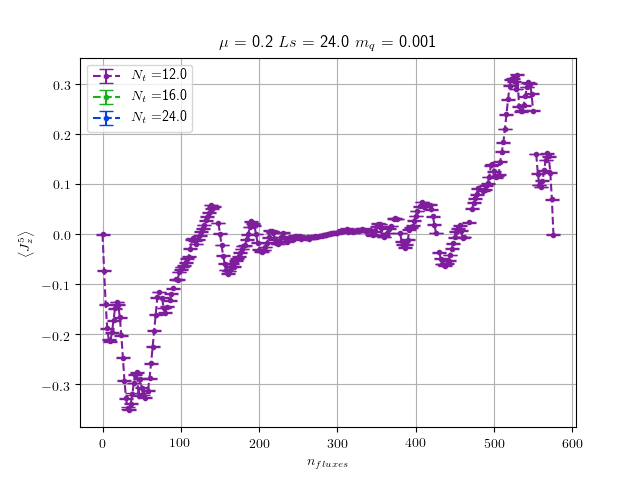 μ = 0.2 Ls = 24.0 m_q = 0.001
N_t =12.0
N_t =16.0
N_t =24.0
0.3
0.2
0.1
0.0
−0.1
−0.2
−0.3
⟨J_z^5⟩
0 100 200 300 400 500 600
n_fluxes